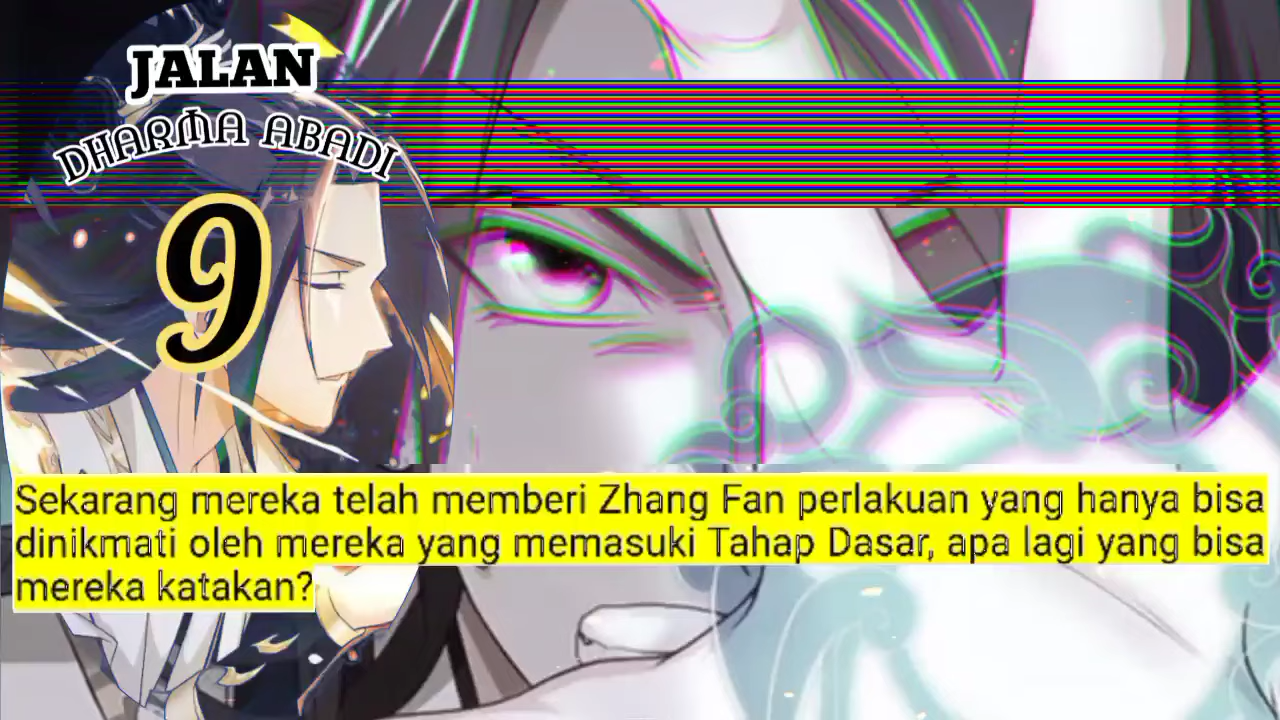 JALAN
DHARMA ABADI
9
Sekarang mereka telah memberi Zhang Fan perlakuan yang hanya bisa
dinikmati oleh mereka yang memasuki Tahap Dasar, apa lagi yang bisa
mereka katakan?